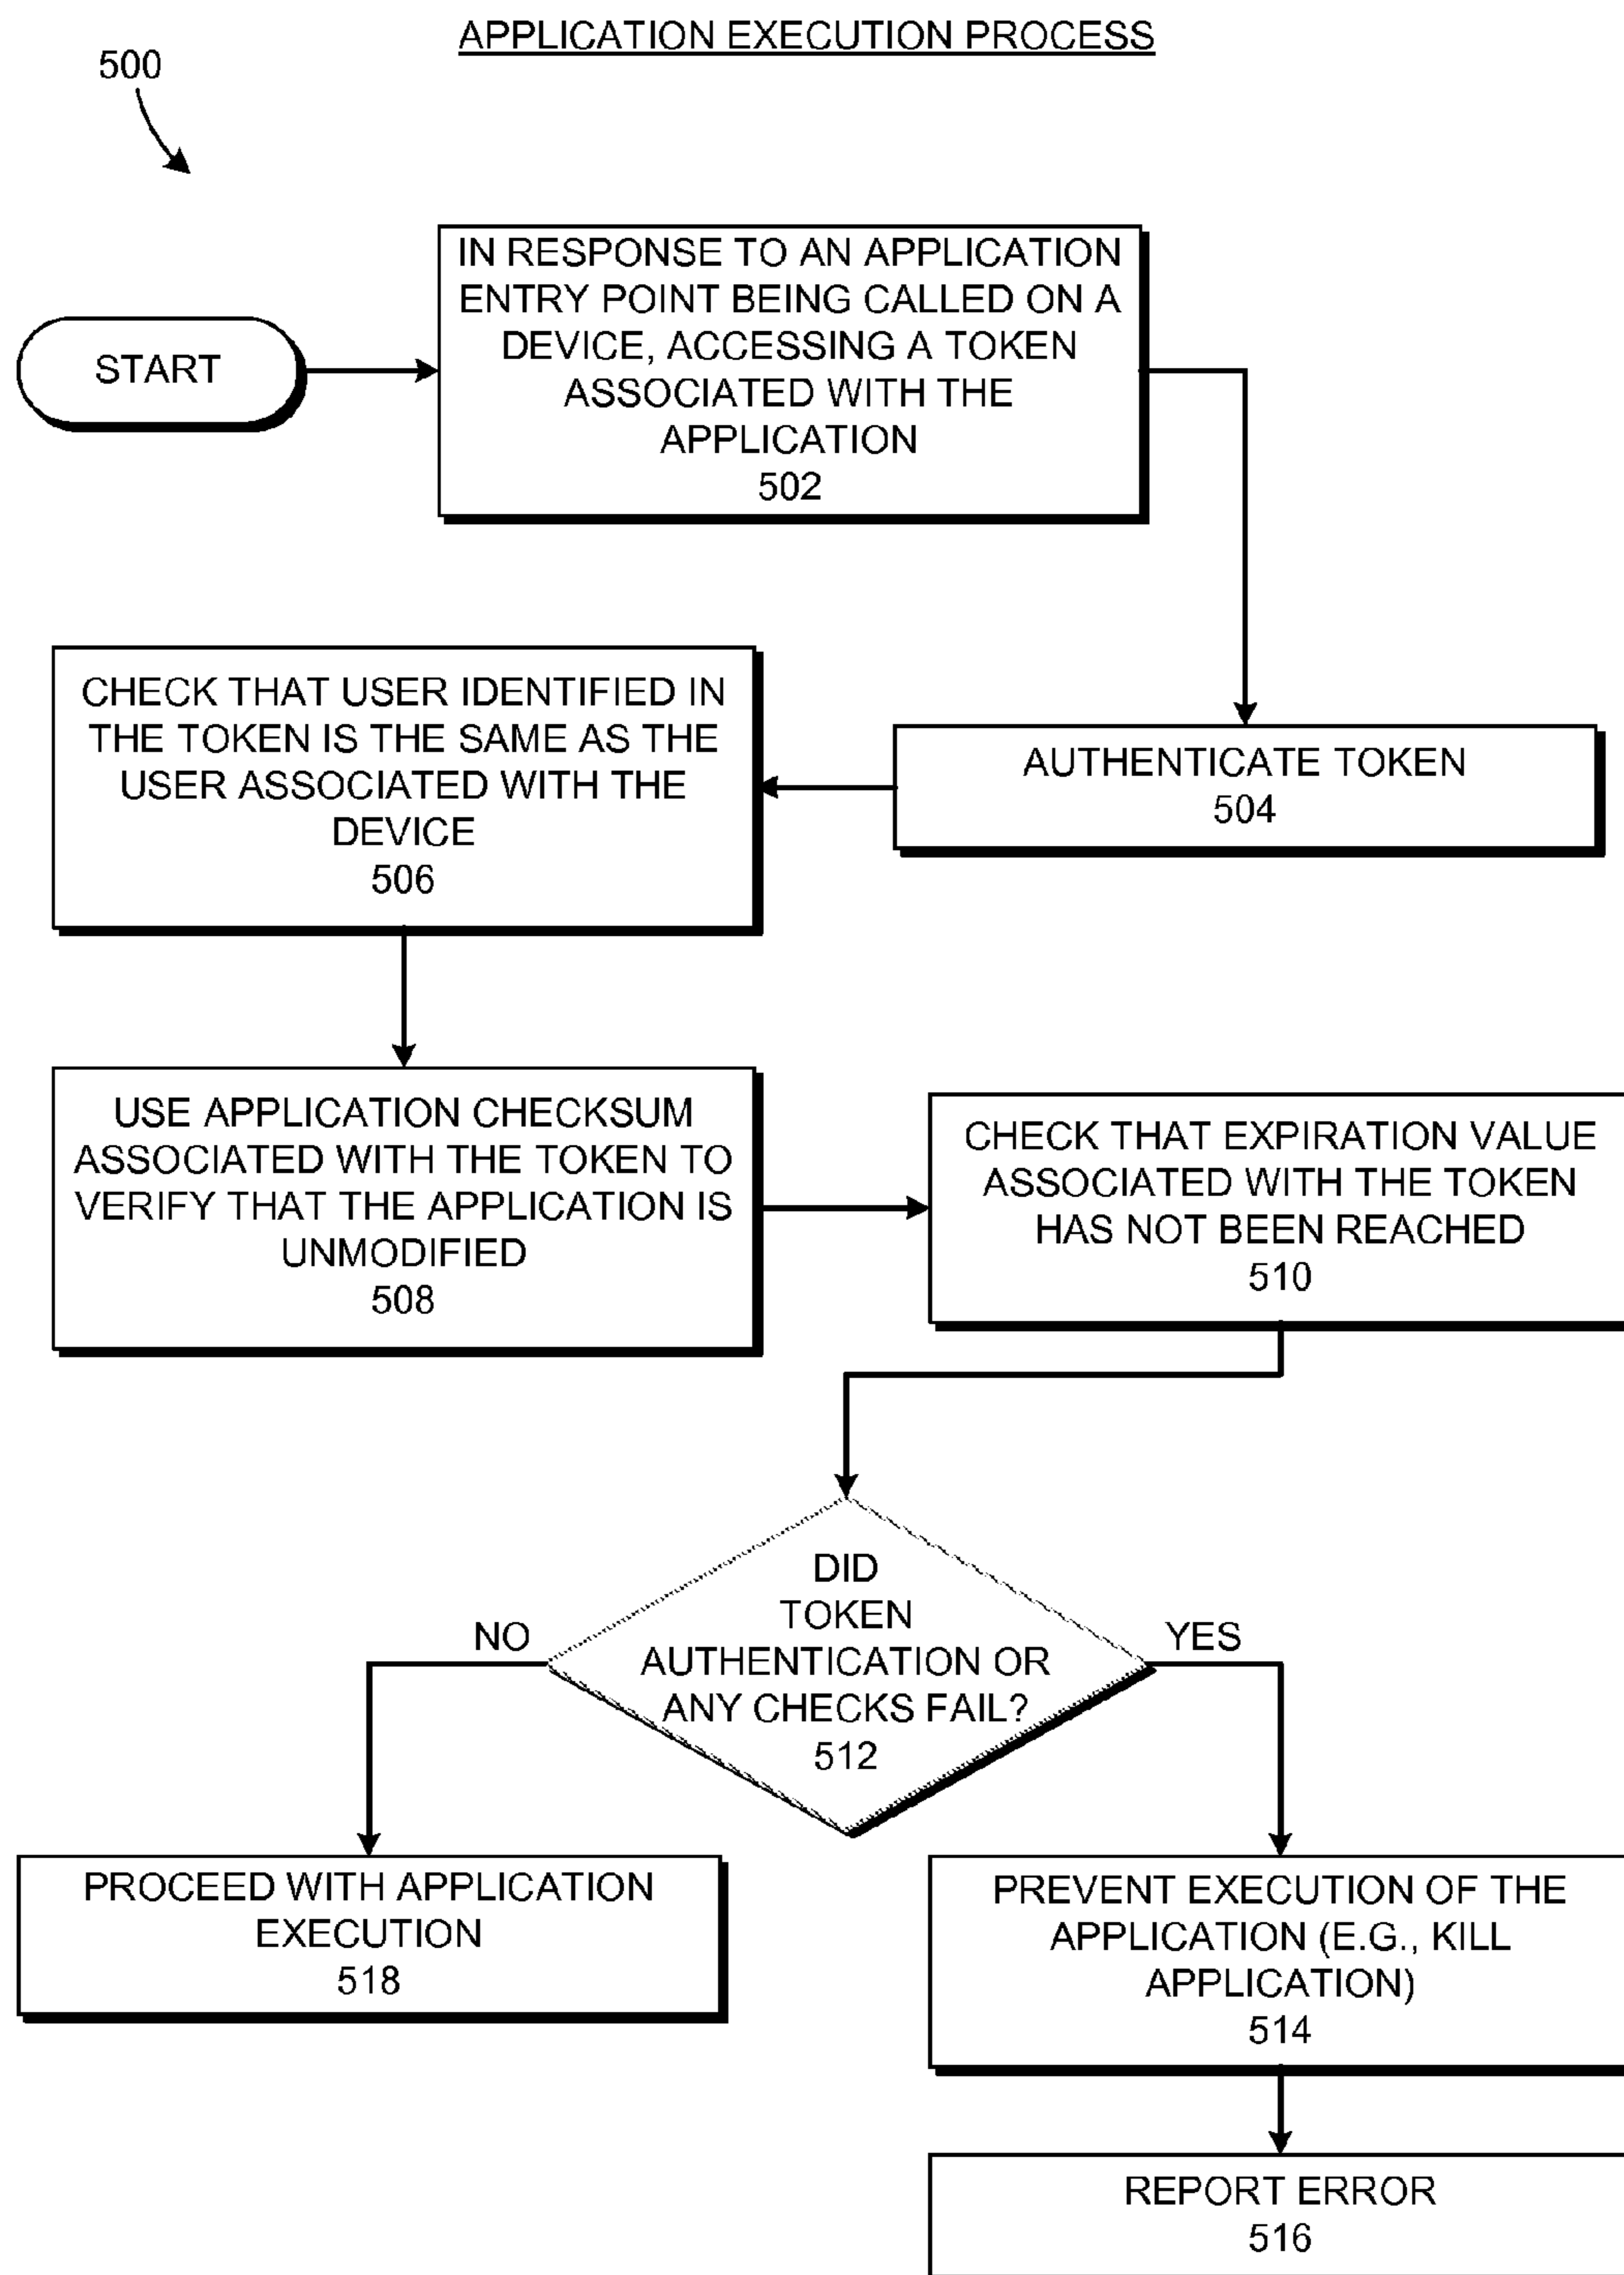 APPLICATION EXECUTION PROCESS
500
START
IN RESPONSE TO AN APPLICATION
ENTRY POINT BEING CALLED ON A
DEVICE, ACCESSING A TOKEN
ASSOCIATED WITH THE
APPLICATION
502
AUTHENTICATE TOKEN
504
CHECK THAT USER IDENTIFIED IN
THE TOKEN IS THE SAME AS THE
USER ASSOCIATED WITH THE
DEVICE
506
USE APPLICATION CHECKSUM
ASSOCIATED WITH THE TOKEN TO
VERIFY THAT THE APPLICATION IS
UNMODIFIED
508
CHECK THAT EXPIRATION VALUE
ASSOCIATED WITH THE TOKEN
HAS NOT BEEN REACHED
510
DID
TOKEN
AUTHENTICATION OR
ANY CHECKS FAIL?
512
NO
YES
PROCEED WITH APPLICATION
EXECUTION
518
PREVENT EXECUTION OF THE
APPLICATION (E.G., KILL
APPLICATION)
514
REPORT ERROR
516